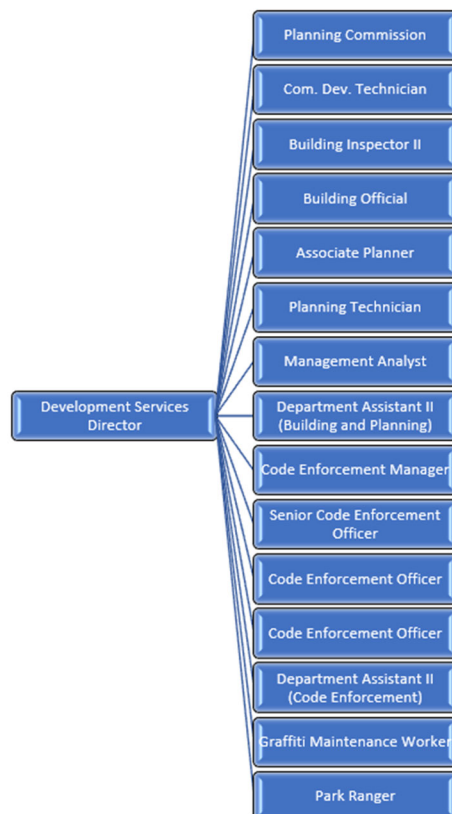 Planning Commission
Com. Dev. Technician
Building Inspector II
Building Official
Associate Planner
Planning Technician
Management Analyst
Development Services
Director
Department Assistant II
(Building and Planning)
Code Enforcement Manager
Senior Code Enforcement
Officer
Code Enforcement Officer
Code Enforcement Officer
Department Assistant II
(Code Enforcement)
Graffiti Maintenance Worker
Park Ranger